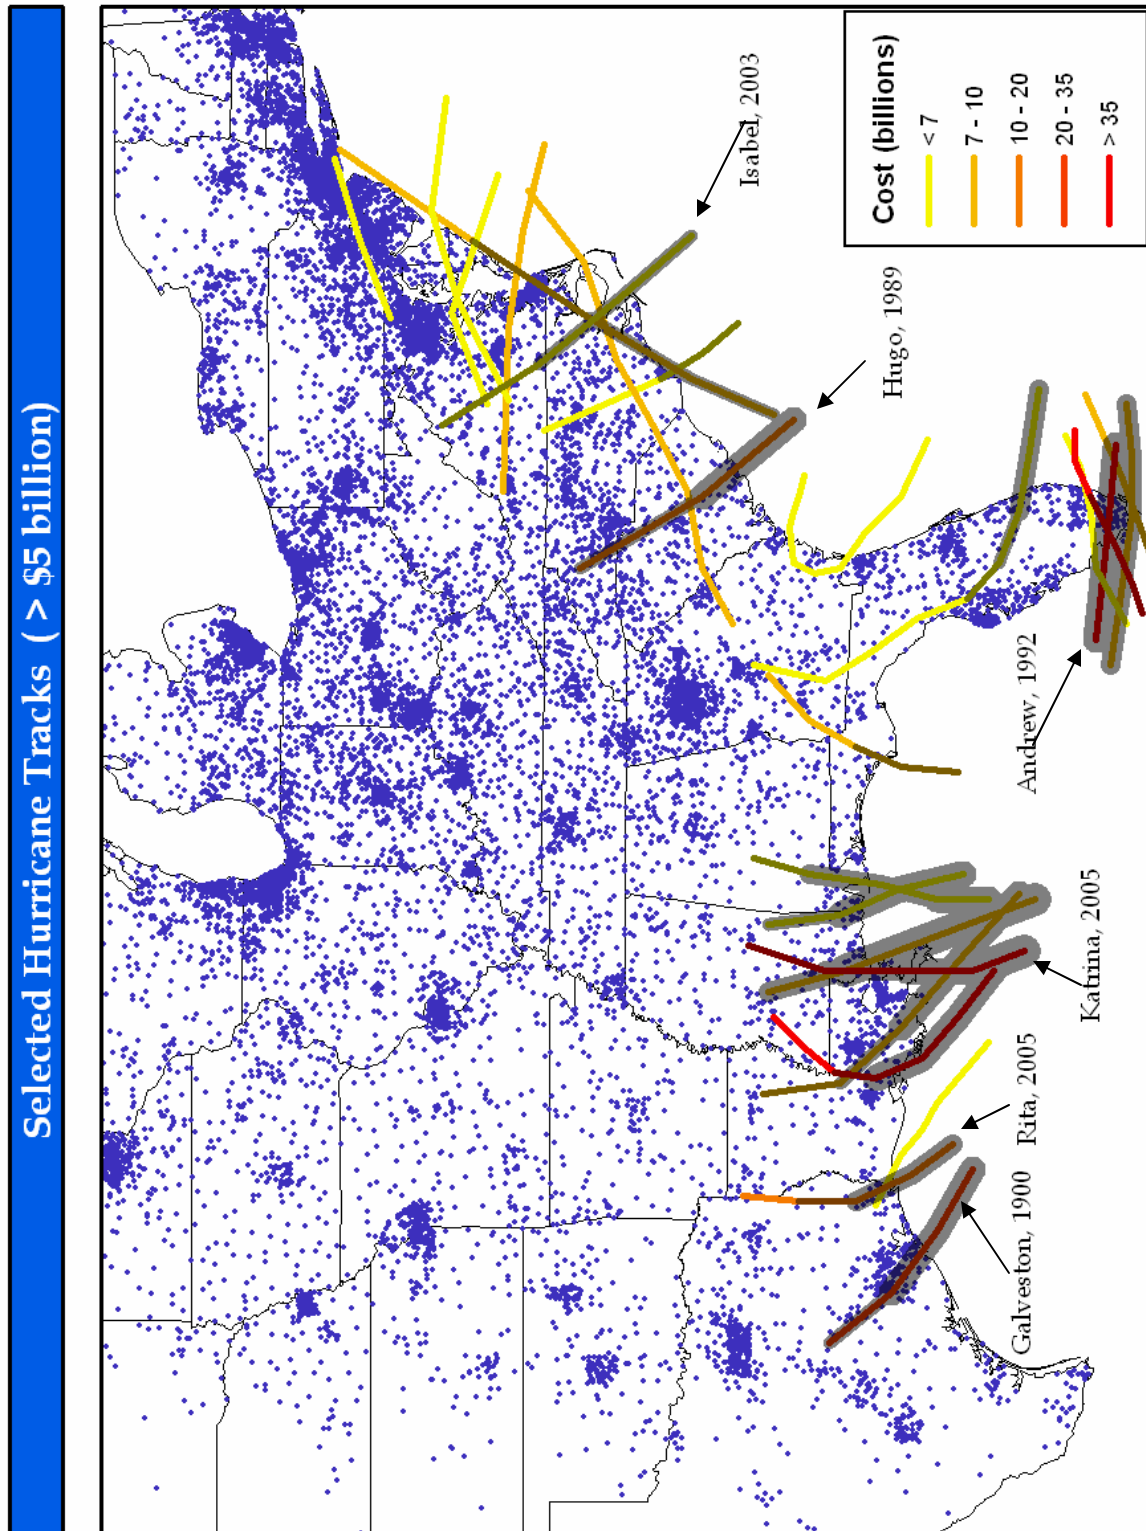 Selected Hurricane Tracks ( > $5 billion)
Isabel, 2003
Hugo, 1989
Andrew, 1992
Katrina, 2005
Rita, 2005
Galveston, 1900
Cost (billions)
< 7
7 - 10
10 - 20
20 - 35
> 35